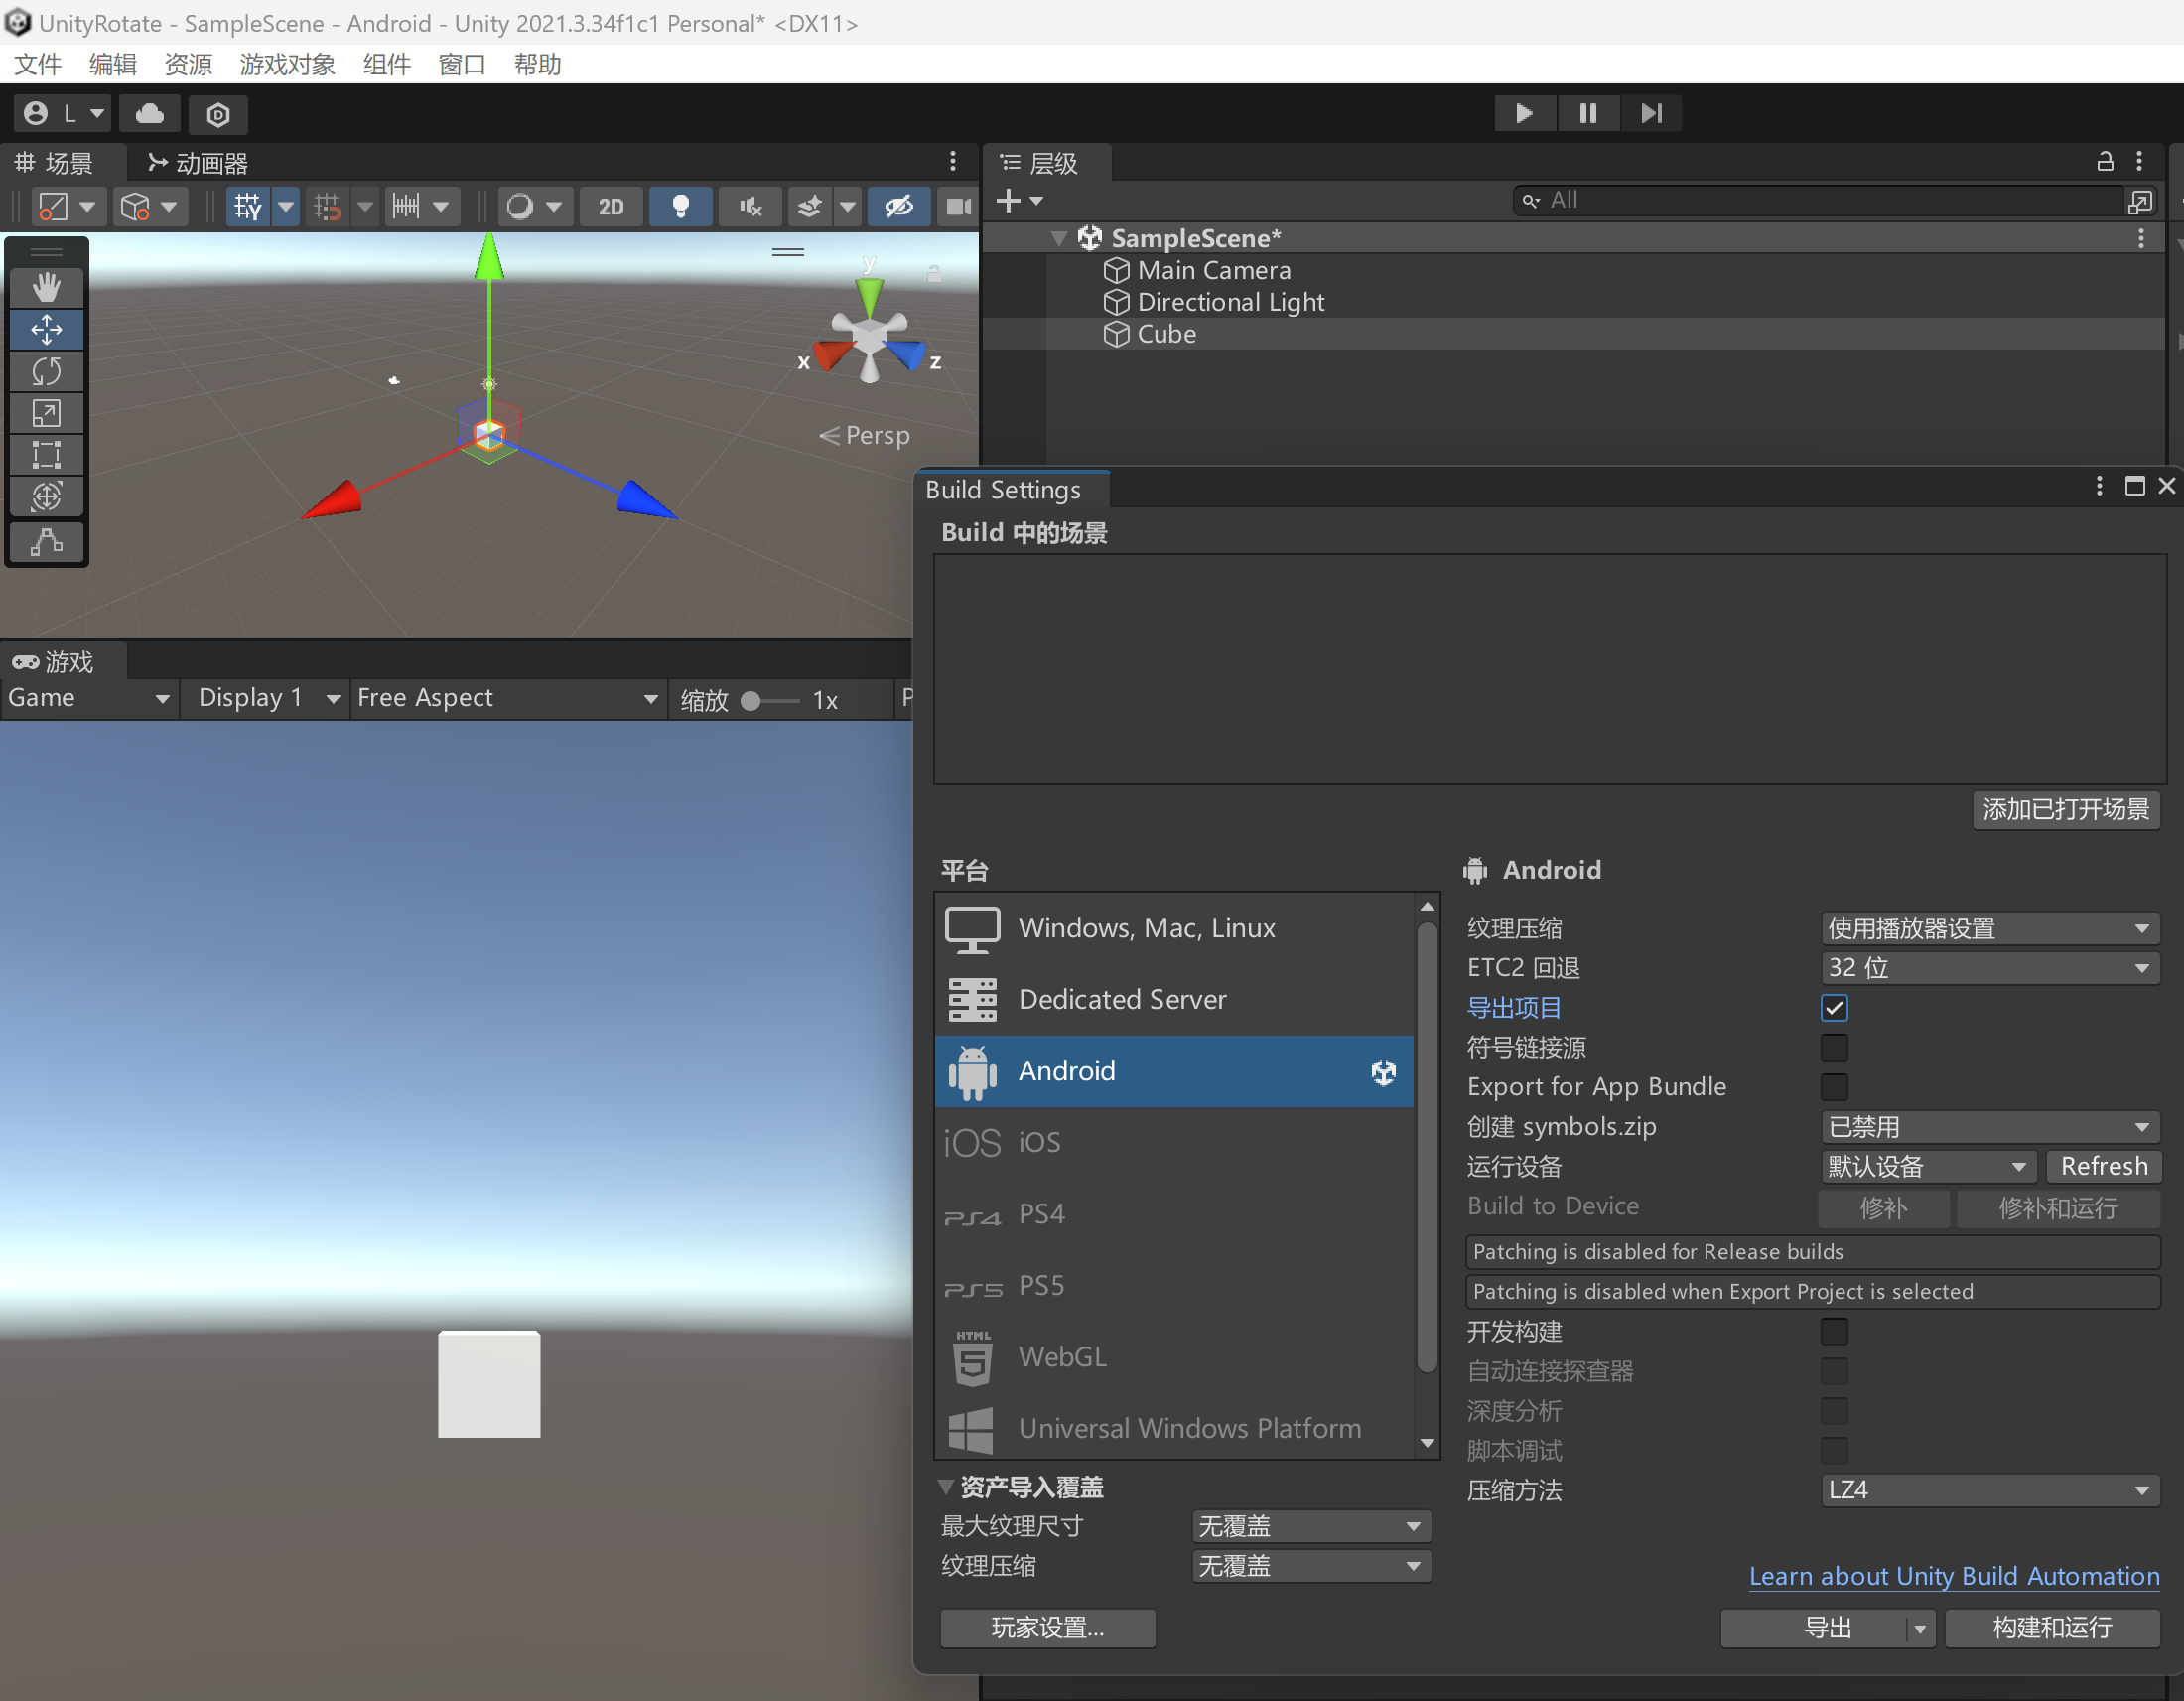 UnityRotate - SampleScene - Android - Unity 2021.3.34f1c1 Personal* <DX11>
文件 编辑 资源 游戏对象 组件 窗口 帮助
L
场景 动画器
2D
y
x
z
Persp
层级
All
SampleScene*
Main Camera
Directional Light
Cube
游戏
Game Display 1 Free Aspect 缩放 1x P
Build Settings
Build 中的场景
添加已打开场景
平台
Windows, Mac, Linux
Dedicated Server
Android
iOS iOS
PS4 PS4
PS5 PS5
HTML 5 WebGL
Universal Windows Platform
资产导入覆盖
最大纹理尺寸 无覆盖
纹理压缩 无覆盖
玩家设置...
Android
纹理压缩 使用播放器设置
ETC2 回退 32 位
导出项目
符号链接源
Export for App Bundle
创建 symbols.zip 已禁用
运行设备 默认设备 Refresh
Build to Device 修补 修补和运行
Patching is disabled for Release builds
Patching is disabled when Export Project is selected
开发构建
自动连接探查器
深度分析
脚本调试
压缩方法 LZ4
Learn about Unity Build Automation
导出 构建和运行